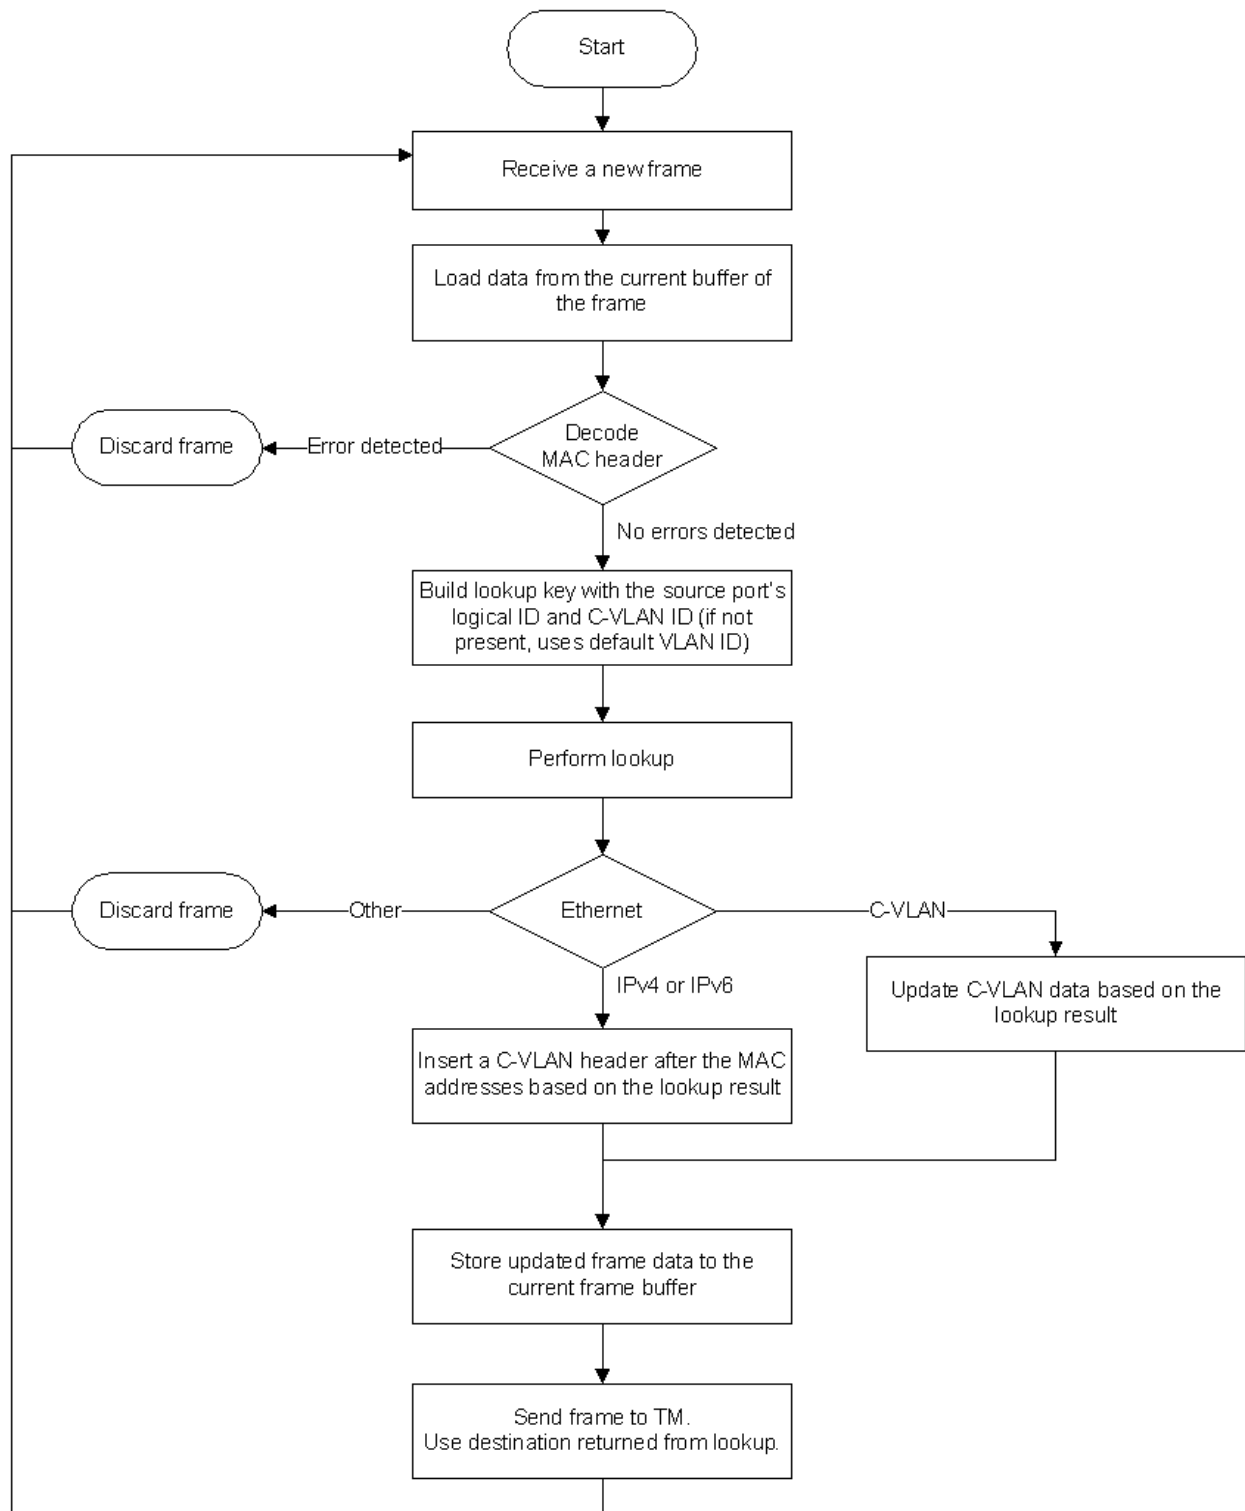 Start
Receive a new frame
Load data from the current buffer of
the frame
Decode
MAC header
Error detected
Discard frame
No errors detected
Build lookup key with the source port's
logical ID and C-VLAN ID (if not
present, uses default VLAN ID)
Perform lookup
Ethernet
Other
Discard frame
C-VLAN
IPv4 or IPv6
Update C-VLAN data based on the
lookup result
Insert a C-VLAN header after the MAC
addresses based on the lookup result
Store updated frame data to the
current frame buffer
Send frame to TM.
Use destination returned from lookup.